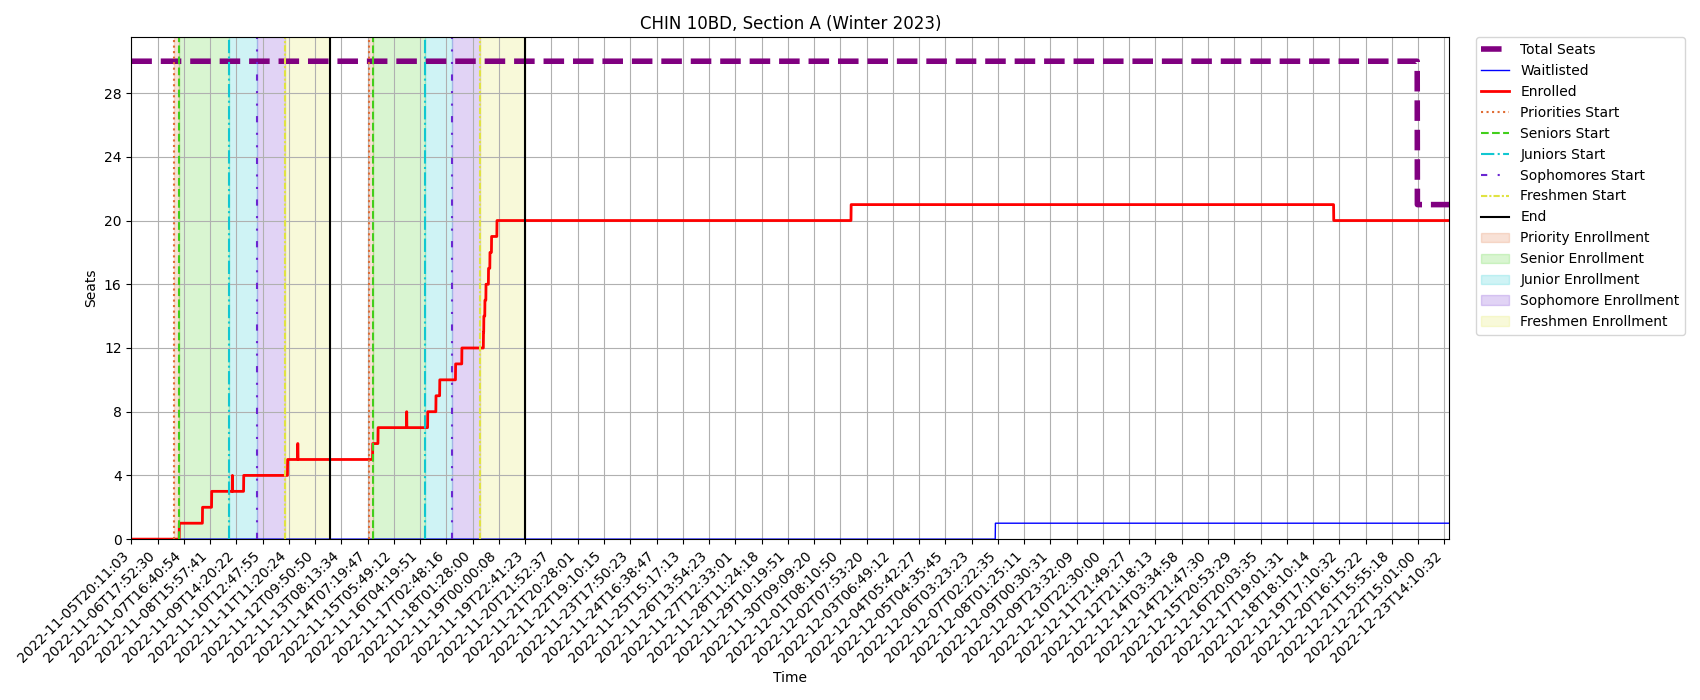 CHIN 10BD, Section A (Winter 2023)
Seats
28
24
20
16
12
8
4
0
2022-11-05T20:11:03
2022-11-06T17:52:30
2022-11-07T16:40:54
2022-11-08T15:57:41
2022-11-09T14:20:22
2022-11-10T12:47:55
2022-11-11T11:20:24
2022-11-12T09:50:50
2022-11-13T08:13:34
2022-11-14T07:19:47
2022-11-15T05:49:12
2022-11-16T04:19:51
2022-11-17T02:48:16
2022-11-18T01:28:00
2022-11-19T00:00:08
2022-11-19T22:41:23
2022-11-20T21:52:37
2022-11-21T20:28:01
2022-11-22T19:10:15
2022-11-23T17:50:23
2022-11-24T16:38:47
2022-11-25T15:17:13
2022-11-26T13:54:23
2022-11-27T12:33:01
2022-11-28T11:24:18
2022-11-29T10:19:51
2022-11-30T09:09:20
2022-12-01T08:10:50
2022-12-02T07:53:20
2022-12-03T06:49:12
2022-12-04T05:42:27
2022-12-05T04:35:45
2022-12-06T03:23:23
2022-12-07T02:22:35
2022-12-08T01:25:11
2022-12-09T00:30:31
2022-12-09T23:32:09
2022-12-10T22:30:00
2022-12-11T21:49:27
2022-12-12T21:18:13
2022-12-14T03:34:58
2022-12-14T21:47:30
2022-12-15T20:53:29
2022-12-16T20:03:35
2022-12-17T19:01:31
2022-12-18T18:10:14
2022-12-19T17:10:32
2022-12-20T16:15:22
2022-12-21T15:55:18
2022-12-22T15:01:00
2022-12-23T14:10:32
Time
Total Seats
Waitlisted
Enrolled
Priorities Start
Seniors Start
Juniors Start
Sophomores Start
Freshmen Start
End
Priority Enrollment
Senior Enrollment
Junior Enrollment
Sophomore Enrollment
Freshmen Enrollment